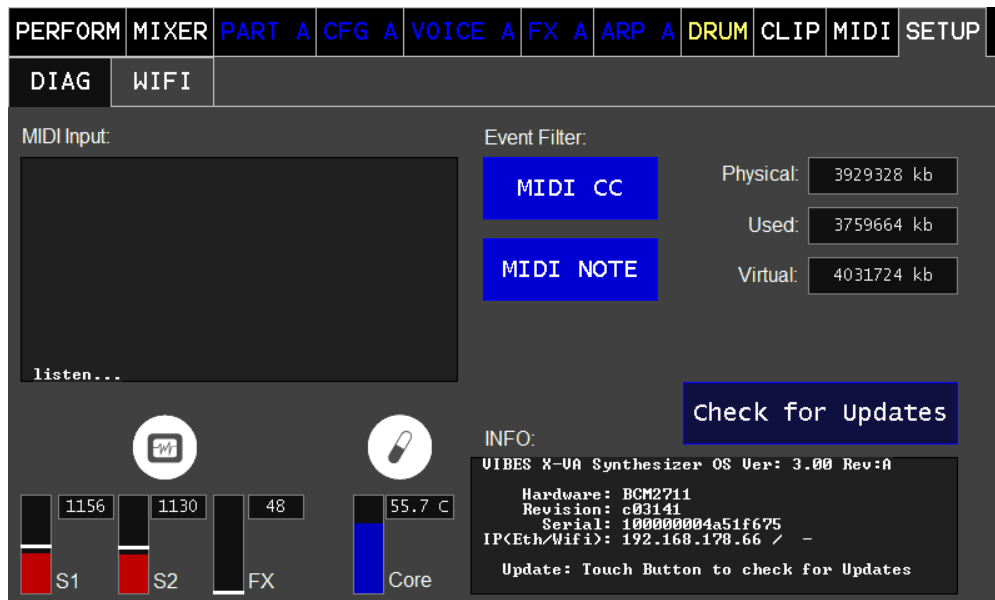 PERFORM MIXER PART A CFG A VOICE A FX A ARP A DRUM CLIP MIDI SETUP
DIAG WIFI
MIDI Input:
listen...
Event Filter:
MIDI CC
MIDI NOTE
Physical: 3929328 kb
Used: 3759664 kb
Virtual: 4031724 kb
Check for Updates
1156 S1
1130 S2
48 FX
55.7 C Core
INFO:
VIBES X-VA Synthesizer OS Ver: 3.00 Rev:A
Hardware: BCM2711
Revision: c03141
Serial: 100000004a51f675
IP(Eth/Wifi): 192.168.178.66 / -
Update: Touch Button to check for Updates